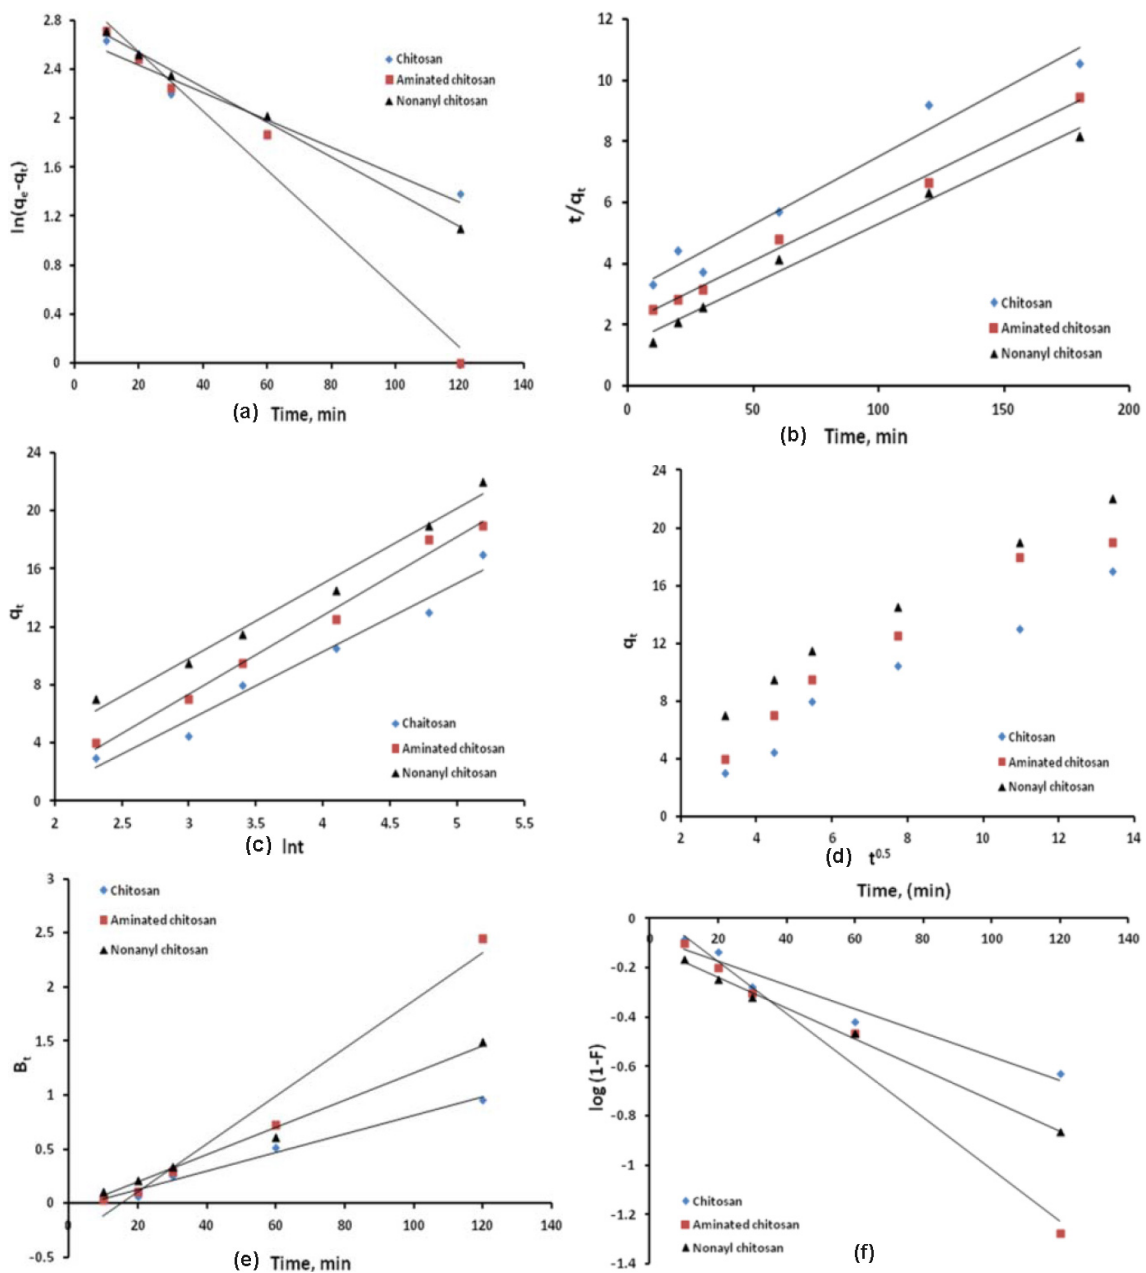 2.8
2.4
2
1.6
1.2
0.8
0.4
0
ln(qe-qt)
Chitosan
Aminated chitosan
Nonanyl chitosan
0 20 40 60 80 100 120 140
(a) Time, min
12
10
8
6
4
2
0
t/qt
Chitosan
Aminated chitosan
Nonanyl chitosan
0 50 100 150 200
(b) Time, min
24
20
16
12
8
4
0
qt
Chaitosan
Aminated chitosan
Nonanyl chitosan
2 2.5 3 3.5 4 4.5 5 5.5
(c) lnt
24
20
16
12
8
4
0
qt
Chitosan
Aminated chitosan
Nonayl chitosan
2 4 6 8 10 12 14
(d) t0.5
3
2.5
2
1.5
1
0.5
0
-0.5
Bt
Chitosan
Aminated chitosan
Nonanyl chitosan
0 20 40 60 80 100 120 140
(e) Time, min
Time, (min)
0 20 40 60 80 100 120 140
0
-0.2
-0.4
-0.6
-0.8
-1
-1.2
-1.4
log (1-F)
Chitosan
Aminated chitosan
Nonayl chitosan
(f)